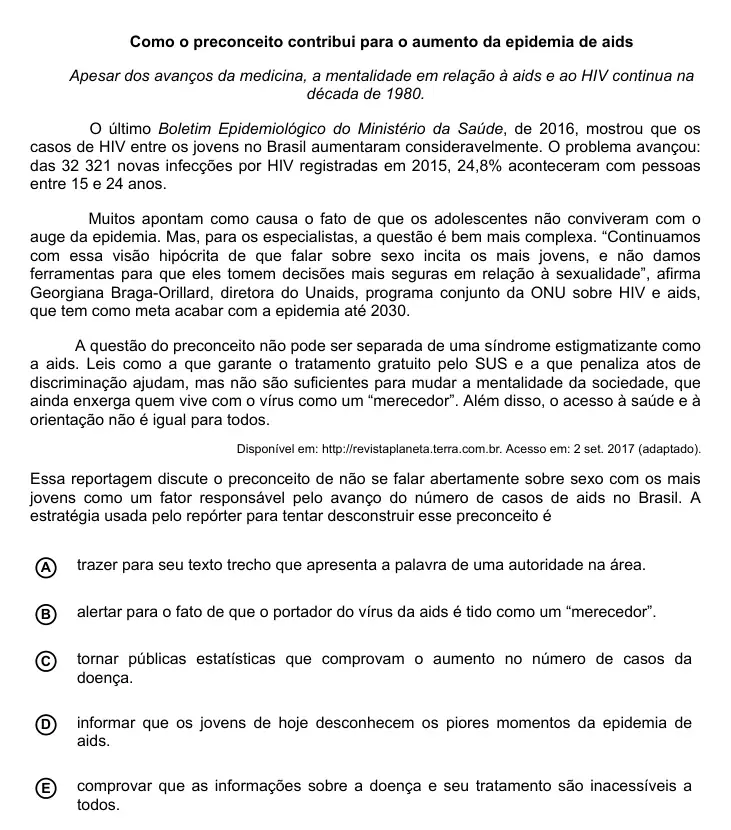 Como o preconceito contribui para o aumento da epidemia de aids
Apesar dos avanços da medicina, a mentalidade em relação à aids e ao HIV continua na
década de 1980.
O último Boletim Epidemiológico do Ministério da Saúde, de 2016, mostrou que os
casos de HIV entre os jovens no Brasil aumentaram consideravelmente. O problema avançou:
das 32 321 novas infecções por HIV registradas em 2015, 24,8% aconteceram com pessoas
entre 15 e 24 anos.
Muitos apontam como causa o fato de que os adolescentes não conviveram com o
auge da epidemia. Mas, para os especialistas, a questão é bem mais complexa. “Continuamos
com essa visão hipócrita de que falar sobre sexo incita os mais jovens, e não damos
ferramentas para que eles tomem decisões mais seguras em relação à sexualidade”, afirma
Georgiana Braga-Orillard, diretora do Unaids, programa conjunto da ONU sobre HIV e aids,
que tem como meta acabar com a epidemia até 2030.
A questão do preconceito não pode ser separada de uma síndrome estigmatizante como
a aids. Leis como a que garante o tratamento gratuito pelo SUS e a que penaliza atos de
discriminação ajudam, mas não são suficientes para mudar a mentalidade da sociedade, que
ainda enxerga quem vive com o vírus como um “merecedor”. Além disso, o acesso à saúde e à
orientação não é igual para todos.
Disponível em: http://revistaplaneta.terra.com.br. Acesso em: 2 set. 2017 (adaptado).
Essa reportagem discute o preconceito de não se falar abertamente sobre sexo com os mais
jovens como um fator responsável pelo avanço do número de casos de aids no Brasil. A
estratégia usada pelo repórter para tentar desconstruir esse preconceito é
A trazer para seu texto trecho que apresenta a palavra de uma autoridade na área.
B alertar para o fato de que o portador do vírus da aids é tido como um “merecedor”.
C tornar públicas estatísticas que comprovam o aumento no número de casos da
doença.
D informar que os jovens de hoje desconhecem os piores momentos da epidemia de
aids.
E comprovar que as informações sobre a doença e seu tratamento são inacessíveis a
todos.